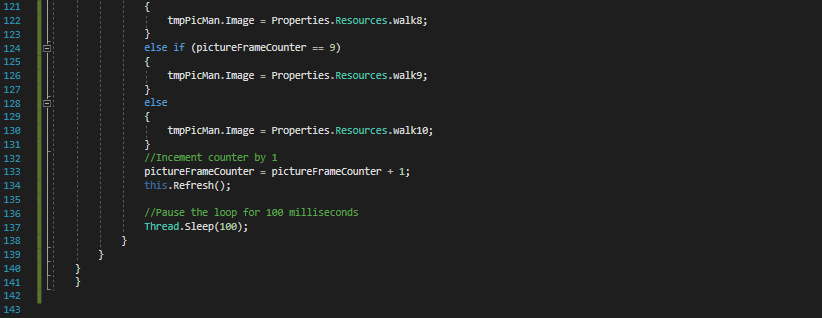 121 {
122 tmpPicMan.Image = Properties.Resources.walk8;
123 }
124 else if (pictureFrameCounter == 9)
125 {
126 tmpPicMan.Image = Properties.Resources.walk9;
127 }
128 else
129 {
130 tmpPicMan.Image = Properties.Resources.walk10;
131 }
132 //Incement counter by 1
133 pictureFrameCounter = pictureFrameCounter + 1;
134 this.Refresh();
135
136 //Pause the loop for 100 milliseconds
137 Thread.Sleep(100);
138 }
139 }
140 }
141 }
142
143